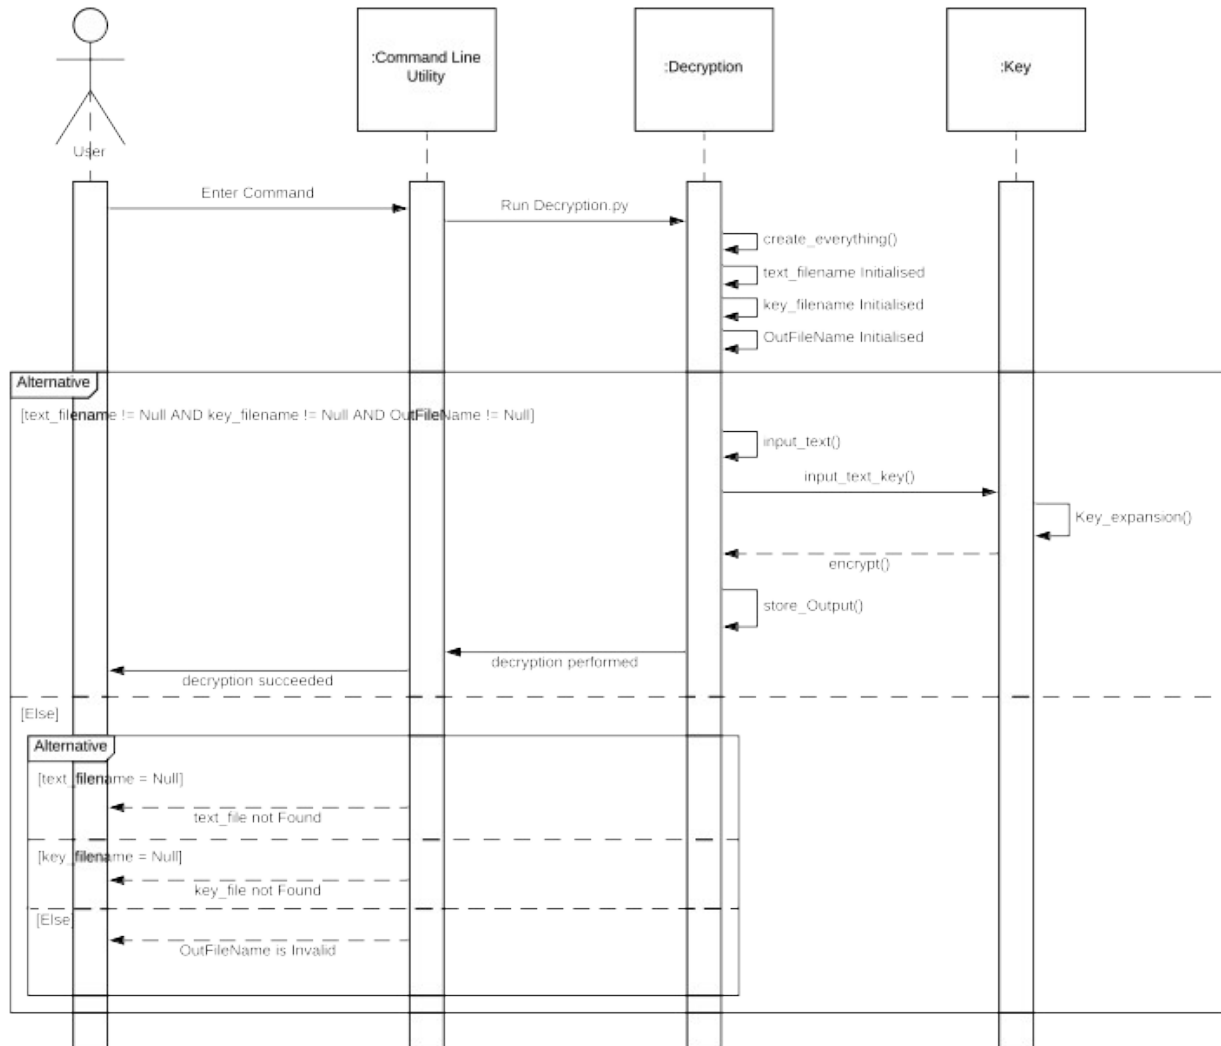 :Command Line
Utility
:Decryption
:Key
User
Enter Command
Run Decryption.py
create_everything()
text_filename Initialised
key_filename Initialised
OutFileName Initialised
Alternative
[text_filename != Null AND key_filename != Null AND OutFileName != Null]
input_text()
input_text_key()
Key_expansion()
encrypt()
store_Output()
decryption performed
decryption succeeded
[Else]
Alternative
[text_filename = Null]
text_file not Found
[key_filename = Null]
key_file not Found
[Else]
OutFileName is Invalid